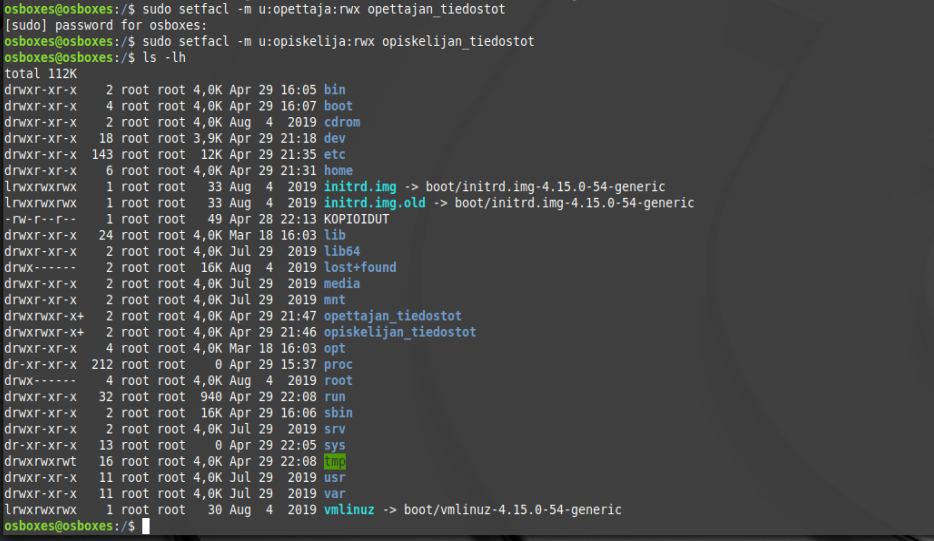 osboxes@osboxes:/$ sudo setfacl -m u:opettaja:rwx opettajan_tiedostot
[sudo] password for osboxes:
osboxes@osboxes:/$ sudo setfacl -m u:opiskelija:rwx opiskelijan_tiedostot
osboxes@osboxes:/$ ls -lh
total 112K
drwxr-xr-x   2 root root 4,0K Apr 29 16:05 bin
drwxr-xr-x   4 root root 4,0K Apr 29 16:07 boot
drwxr-xr-x   2 root root 4,0K Aug  4  2019 cdrom
drwxr-xr-x  18 root root 3,9K Apr 29 21:18 dev
drwxr-xr-x 143 root root  12K Apr 29 21:35 etc
drwxr-xr-x   6 root root 4,0K Apr 29 21:31 home
lrwxrwxrwx   1 root root   33 Aug  4  2019 initrd.img -> boot/initrd.img-4.15.0-54-generic
lrwxrwxrwx   1 root root   33 Aug  4  2019 initrd.img.old -> boot/initrd.img-4.15.0-54-generic
-rw-r--r--   1 root root   49 Apr 28 22:13 KOPIOIDUT
drwxr-xr-x  24 root root 4,0K Mar 18 16:03 lib
drwxr-xr-x   2 root root 4,0K Jul 29  2019 lib64
drwx------   2 root root  16K Aug  4  2019 lost+found
drwxr-xr-x   2 root root 4,0K Jul 29  2019 media
drwxr-xr-x   2 root root 4,0K Jul 29  2019 mnt
drwxrwxr-x+  2 root root 4,0K Apr 29 21:47 opettajan_tiedostot
drwxrwxr-x+  2 root root 4,0K Apr 29 21:46 opiskelijan_tiedostot
drwxr-xr-x   4 root root 4,0K Mar 18 16:03 opt
dr-xr-xr-x 212 root root    0 Apr 29 15:37 proc
drwx------   4 root root 4,0K Aug  4  2019 root
drwxr-xr-x  32 root root  940 Apr 29 22:08 run
drwxr-xr-x   2 root root  16K Apr 29 16:06 sbin
drwxr-xr-x   2 root root 4,0K Jul 29  2019 srv
dr-xr-xr-x  13 root root    0 Apr 29 22:05 sys
drwxrwxrwt  16 root root 4,0K Apr 29 22:08 tmp
drwxr-xr-x  11 root root 4,0K Jul 29  2019 usr
drwxr-xr-x  11 root root 4,0K Jul 29  2019 var
lrwxrwxrwx   1 root root   30 Aug  4  2019 vmlinuz -> boot/vmlinuz-4.15.0-54-generic
osboxes@osboxes:/$